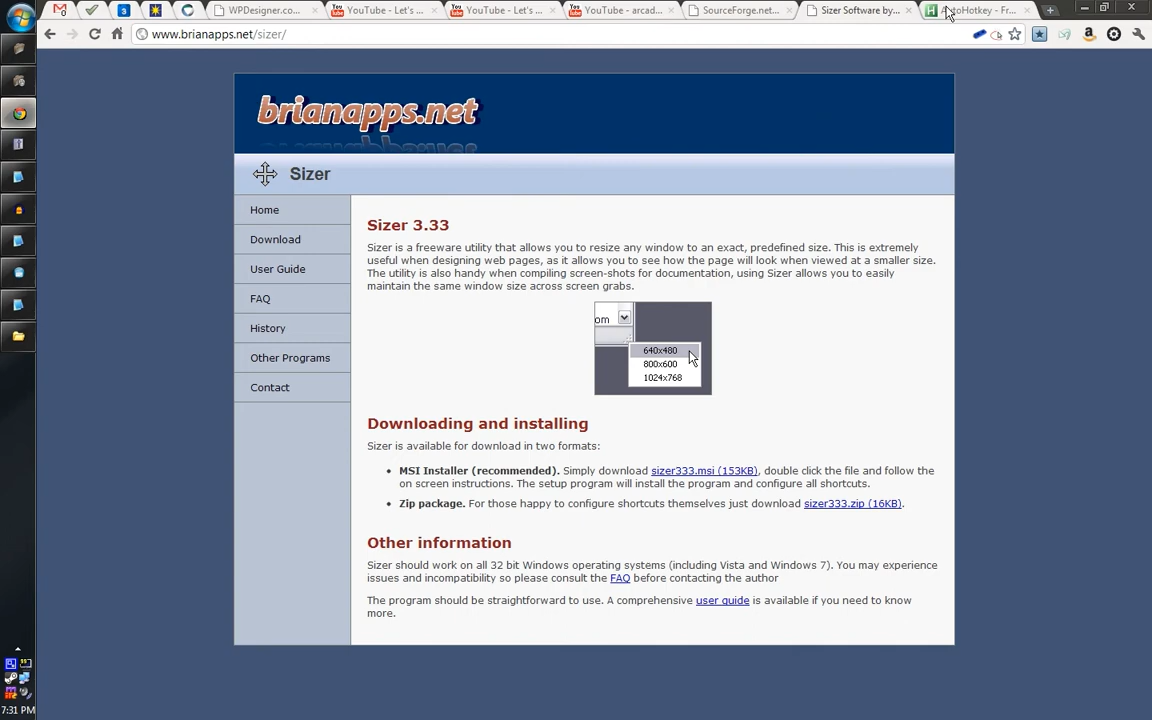 0
3
WPDesigner.co...
YouTube - Let's ...
YouTube - Let's ...
YouTube - arcad...
SourceForge.net...
Sizer Software by...
AutoHotkey - Fr...
www.brianapps.net/sizer/
brianapps.net
Sizer
Home
Download
User Guide
FAQ
History
Other Programs
Contact
Sizer 3.33
Sizer is a freeware utility that allows you to resize any window to an exact, predefined size. This is extremely
useful when designing web pages, as it allows you to see how the page will look when viewed at a smaller size.
The utility is also handy when compiling screen-shots for documentation, using Sizer allows you to easily
maintain the same window size across screen grabs.
om
640x480
800x600
1024x768
Downloading and installing
Sizer is available for download in two formats:
• MSI Installer (recommended). Simply download sizer333.msi (153KB), double click the file and follow the
on screen instructions. The setup program will install the program and configure all shortcuts.
• Zip package. For those happy to configure shortcuts themselves just download sizer333.zip (16KB).
Other information
Sizer should work on all 32 bit Windows operating systems (including Vista and Windows 7). You may experience
issues and incompatibility so please consult the FAQ before contacting the author
The program should be straightforward to use. A comprehensive user guide is available if you need to know
more.
7:31 PM